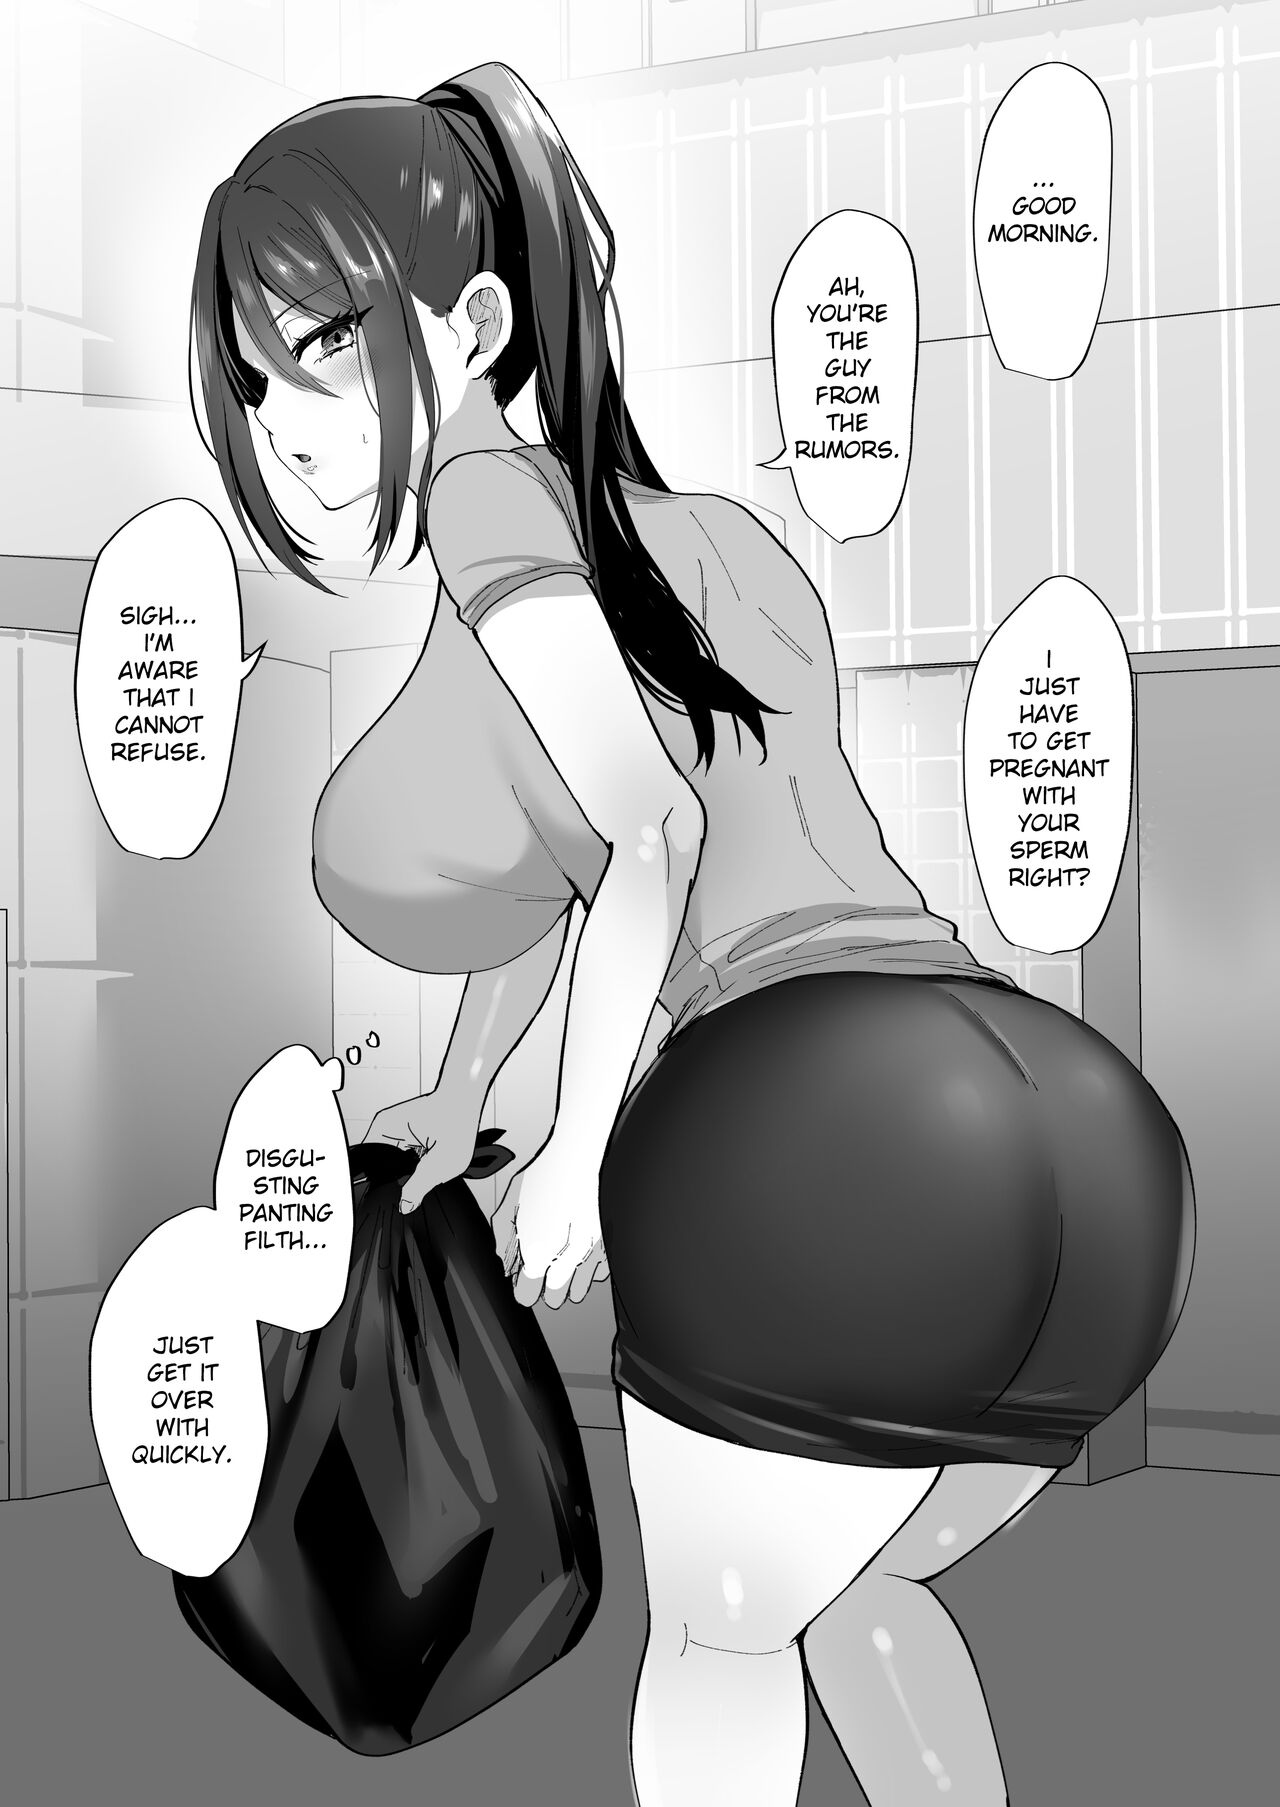 ...
GOOD
MORNING.
AH,
YOU'RE
THE
GUY
FROM
THE
RUMORS.
I
JUST
HAVE
TO GET
PREGNANT
WITH
YOUR
SPERM
RIGHT?
SIGH...
I'M
AWARE
THAT I
CANNOT
REFUSE.
DISGU-
STING
PANTING
FILTH...
JUST
GET IT
OVER
WITH
QUICKLY.